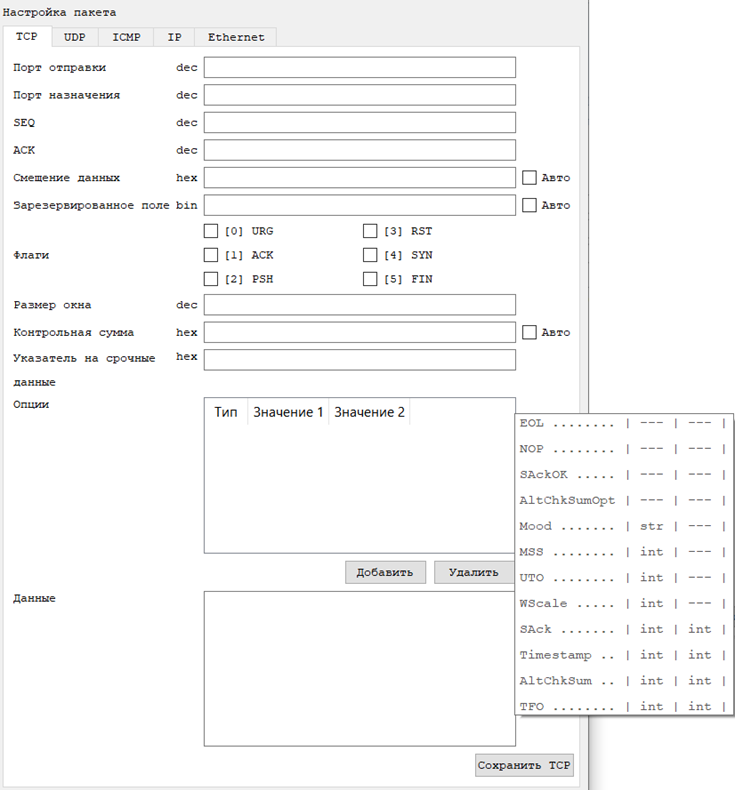 Настройка пакета
TCP UDP ICMP IP Ethernet
Порт отправки dec
Порт назначения dec
SEQ dec
ACK dec
Смещение данных hex Авто
Зарезервированное поле bin Авто
[0] URG [3] RST
Флаги [1] ACK [4] SYN
[2] PSH [5] FIN
Размер окна dec
Контрольная сумма hex Авто
Указатель на срочные hex
данные
Опции
Тип Значение 1 Значение 2
EOL ........ | --- | --- |
NOP ........ | --- | --- |
SAckOK ..... | --- | --- |
AltChkSumOpt | --- | --- |
Mood ....... | str | --- |
MSS ........ | int | --- |
UTO ........ | int | --- |
WScale ..... | int | --- |
SAck ....... | int | int |
Timestamp .. | int | int |
AltChkSum .. | int | int |
TFO ........ | int | int |
Добавить Удалить
Данные
Сохранить TCP